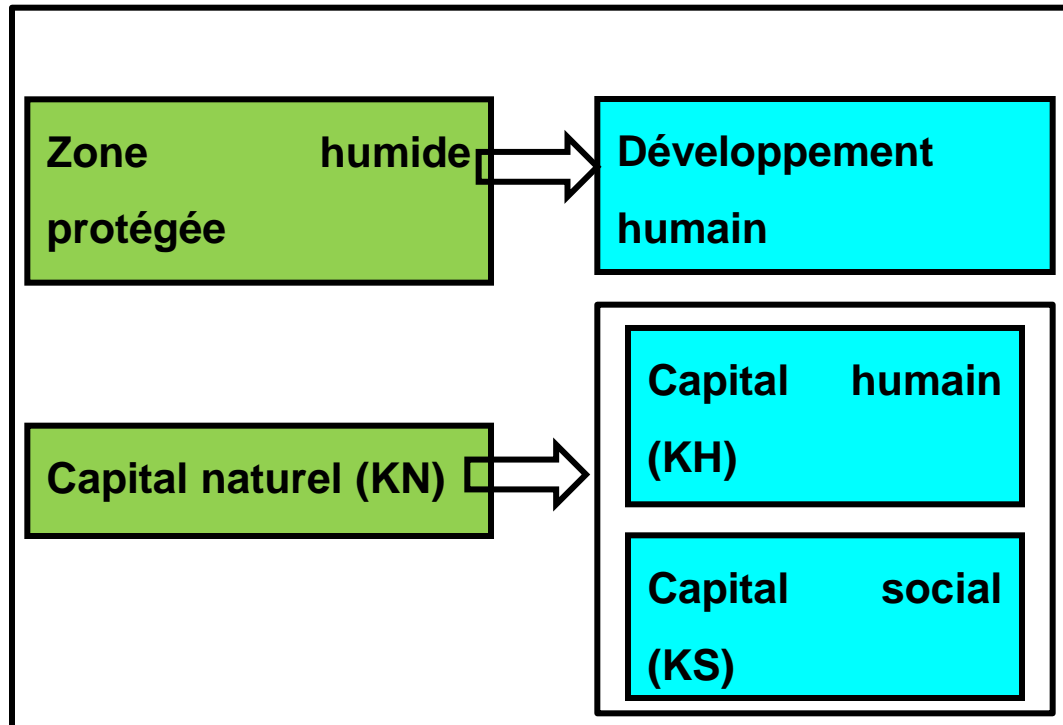 Zone humide
protégée
Développement
humain
Capital naturel (KN)
Capital humain
(KH)
Capital social
(KS)